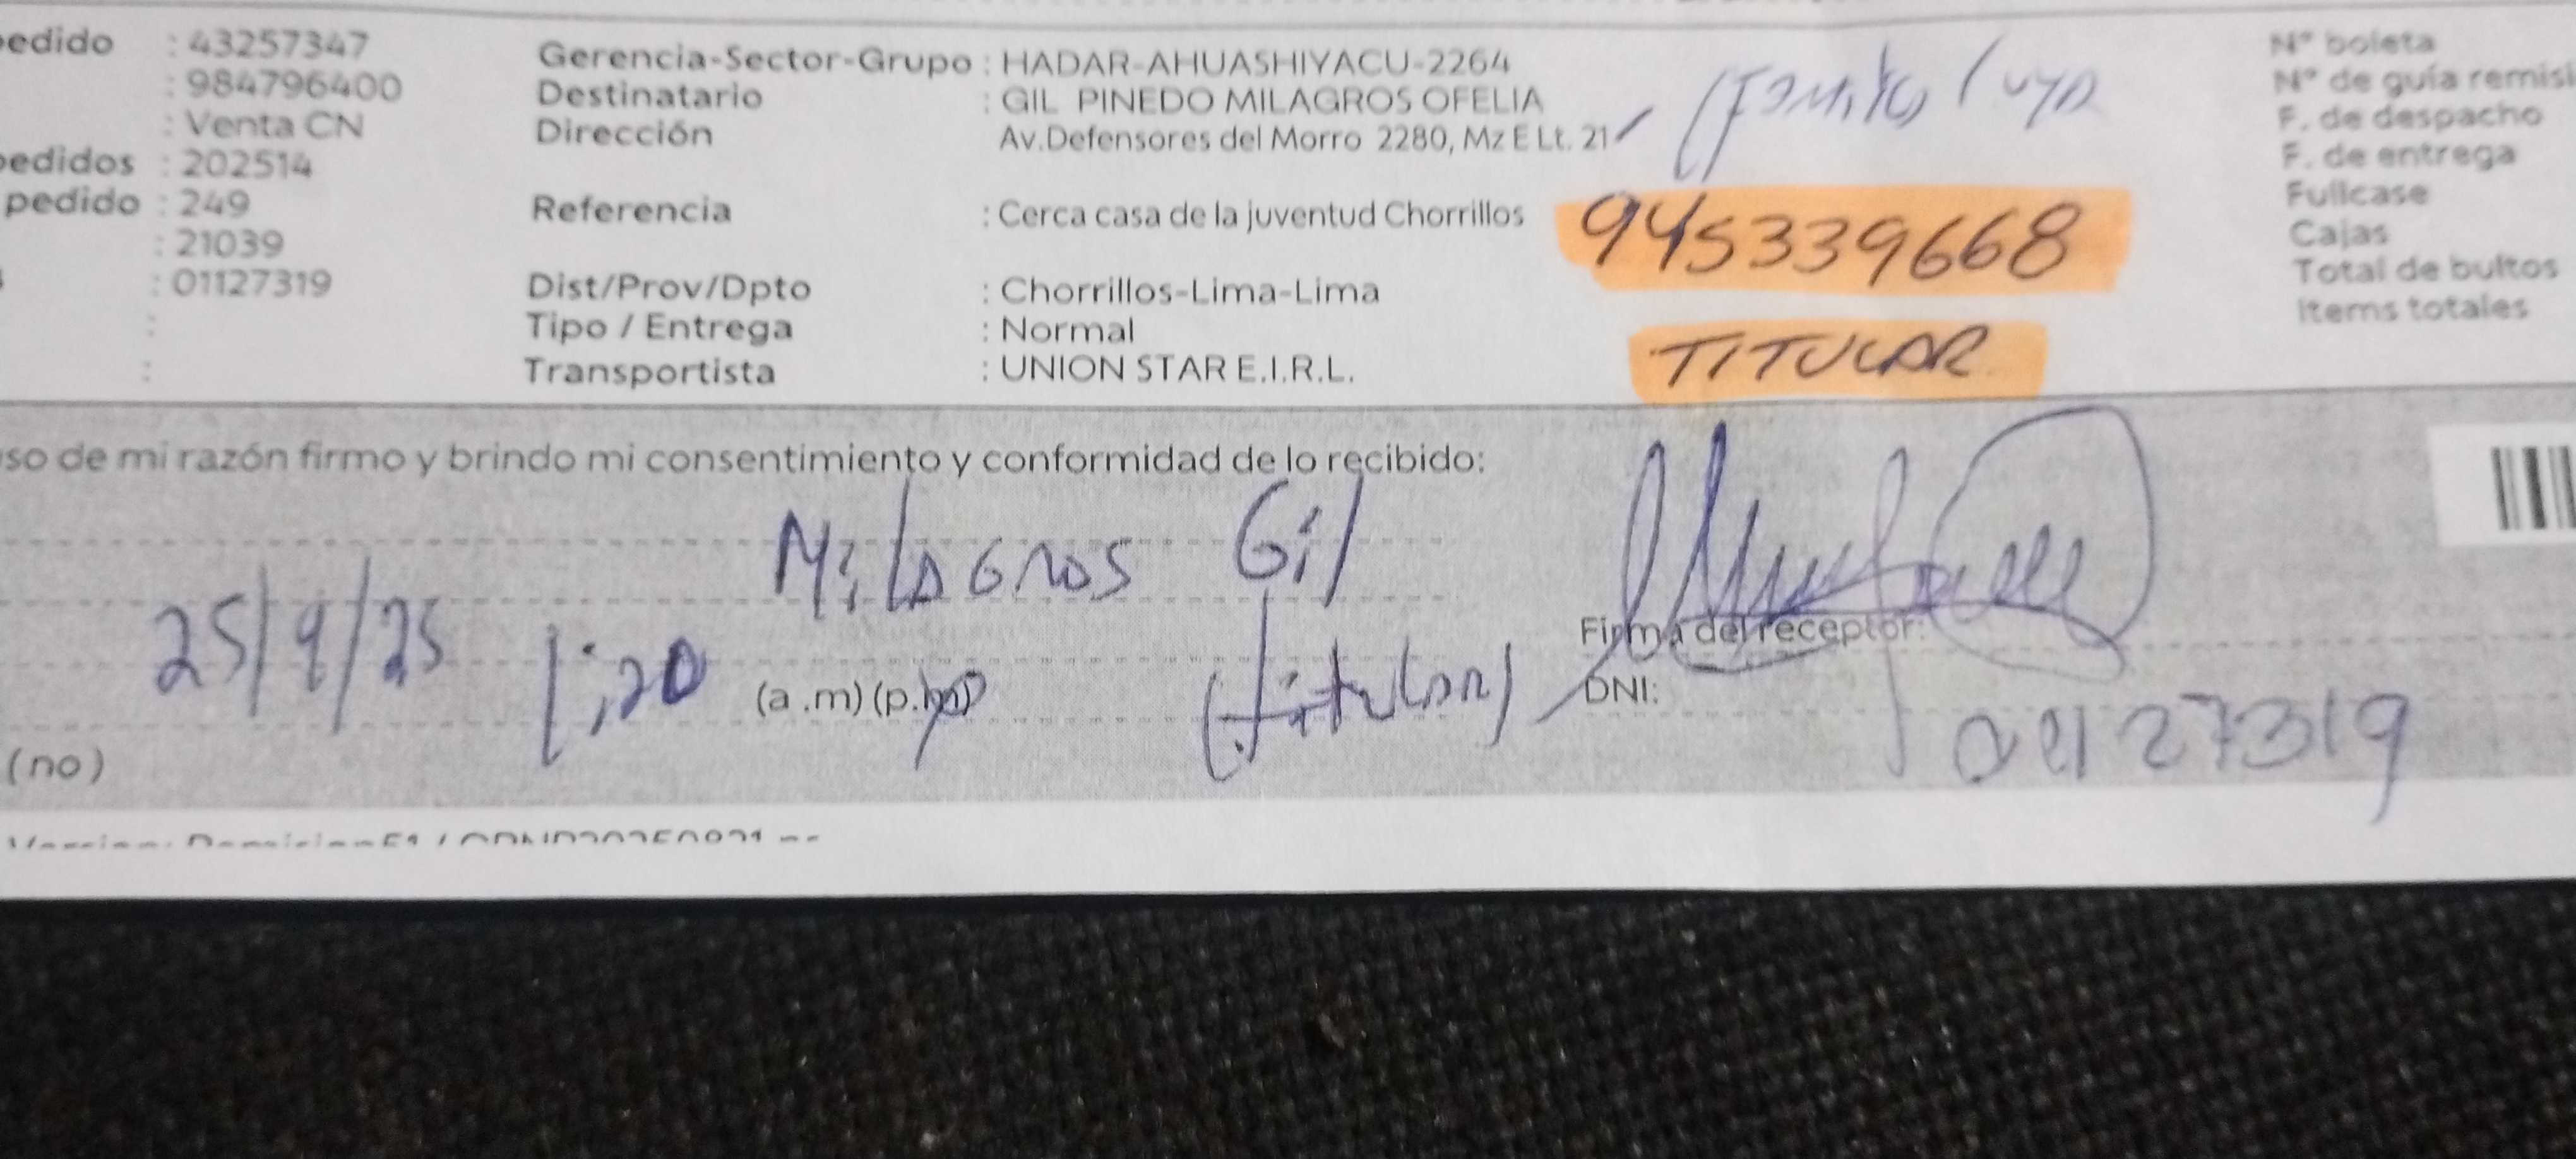 pedido : 43257347
: 984796400
: Venta CN
pedidos : 202514
pedido : 249
: 21039
: 01127319
:
:
Gerencia-Sector-Grupo : HADAR-AHUASHIYACU-2264
Destinatario : GIL PINEDO MILAGROS OFELIA
Dirección Av.Defensores del Morro 2280, Mz E Lt. 21
Referencia : Cerca casa de la juventud Chorrillos
Dist/Prov/Dpto : Chorrillos-Lima-Lima
Tipo / Entrega : Normal
Transportista : UNION STAR E.I.R.L.
945339668
TITULAR
N° boleta
N° de guía remisi
F. de despacho
F. de entrega
Fullcase
Cajas
Total de bultos
Items totales
so de mi razón firmo y brindo mi consentimiento y conformidad de lo recibido:
Milagros Gil
25/9/25 1:20 (a.m) (p.m) (titular)
Firma del receptor:
DNI: 01127319
(no)